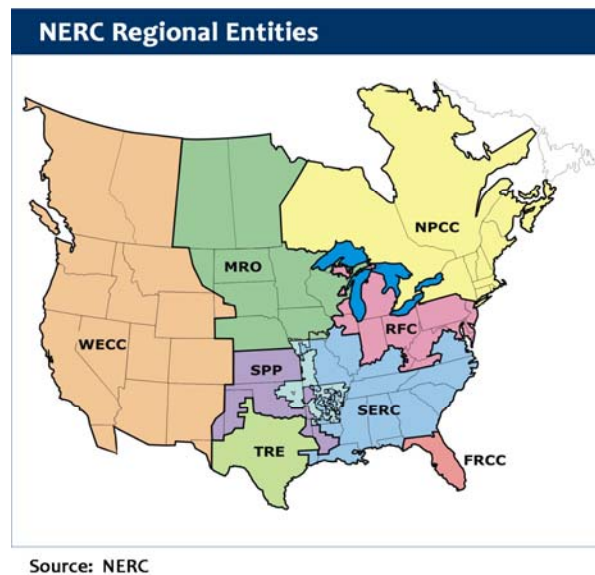 NERC Regional Entities
NPCC
MRO
RFC
WECC
SPP
SERC
TRE
FRCC
Source: NERC